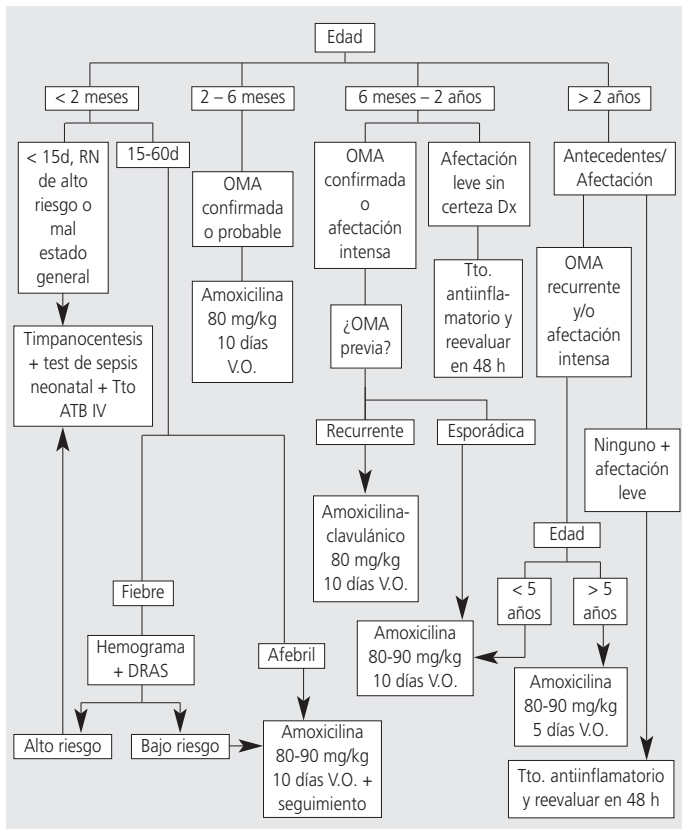 Edad
< 2 meses
2 – 6 meses
6 meses – 2 años
> 2 años
< 15d, RN
de alto
riesgo o
mal
estado
general
15-60d
OMA
confirmada
o probable
OMA
confirmada
o
afectación
intensa
Afectación
leve sin
certeza Dx
Antecedentes/
Afectación
Timpanocentesis
+ test de sepsis
neonatal + Tto
ATB IV
Amoxicilina
80 mg/kg
10 días
V.O.
¿OMA
previa?
Tto.
antiinfla-
matorio y
reevaluar
en 48 h
OMA
recurrente
y/o
afectación
intensa
Recurrente
Esporádica
Ninguno +
afectación
leve
Amoxicilina-
clavulánico
80 mg/kg
10 días V.O.
Edad
< 5
años
> 5
años
Fiebre
Hemograma
+ DRAS
Afebril
Amoxicilina
80-90 mg/kg
10 días V.O.
Amoxicilina
80-90 mg/kg
5 días V.O.
Alto riesgo
Bajo riesgo
Amoxicilina
80-90 mg/kg
10 días V.O. +
seguimiento
Tto. antiinflamatorio
y reevaluar en 48 h